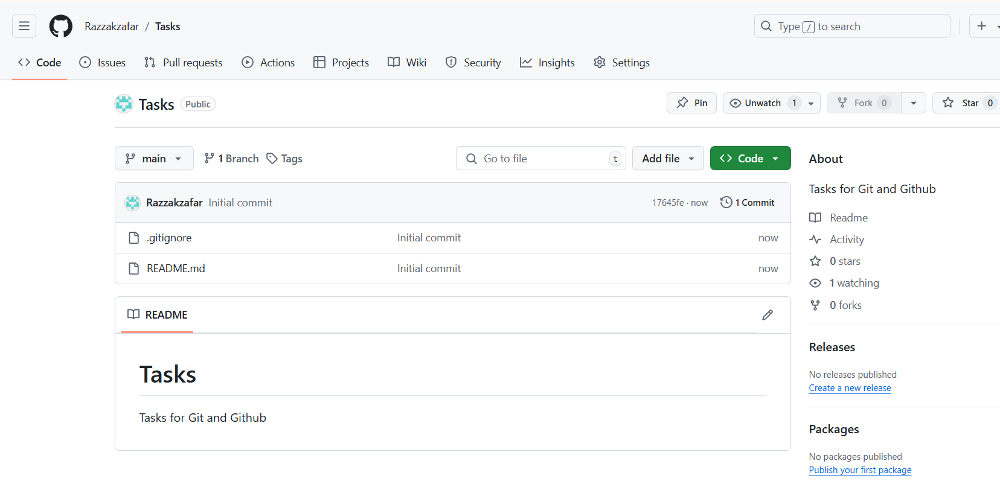 Razzakzafar / Tasks
Type / to search
Code Issues Pull requests Actions Projects Wiki Security Insights Settings
Tasks Public
Pin Unwatch 1 Fork 0 Star 0
main 1 Branch Tags Go to file t Add file Code
Razzakzafar Initial commit 17645fe · now 1 Commit
.gitignore Initial commit now
README.md Initial commit now
README
Tasks
Tasks for Git and Github
About
Tasks for Git and Github
Readme
Activity
0 stars
1 watching
0 forks
Releases
No releases published
Create a new release
Packages
No packages published
Publish your first package